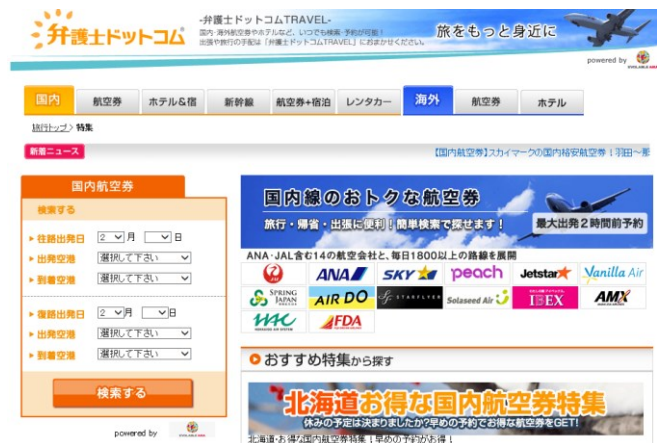 弁護士ドットコム
-弁護士ドットコムTRAVEL-
国内・海外航空券やホテルなど、いつでも検索・予約が可能！
出張や旅行の手配は「弁護士ドットコムTRAVEL」におまかせください。
旅をもっと身近に
powered by
国内
航空券
ホテル&宿
新幹線
航空券+宿泊
レンタカー
海外
航空券
ホテル
旅行トップ > 特集
新着ニュース
【国内航空券】スカイマークの国内格安航空券！羽田〜那
国内航空券
検索する
往路出発日 2 月 日
出発空港 選択して下さい
到着空港 選択して下さい
復路出発日 2 月 日
出発空港 選択して下さい
到着空港 選択して下さい
検索する
powered by
国内線のおトクな航空券
旅行・帰省・出張に便利！簡単検索で探せます！
最大出発2時間前予約
ANA・JAL含む14の航空会社と、毎日1800以上の路線を展開
ANA SKY peach Jetstar Vanilla Air
SPRING JAPAN AIR DO STARFLYER Solaseed Air IBEX AMX
HAC FDA
おすすめ特集から探す
北海道お得な国内航空券特集
休みの予定は決まりましたか?早めの予約でお得な航空券をGET!
北海道・お得な国内航空券特集！早めの予約がお得！